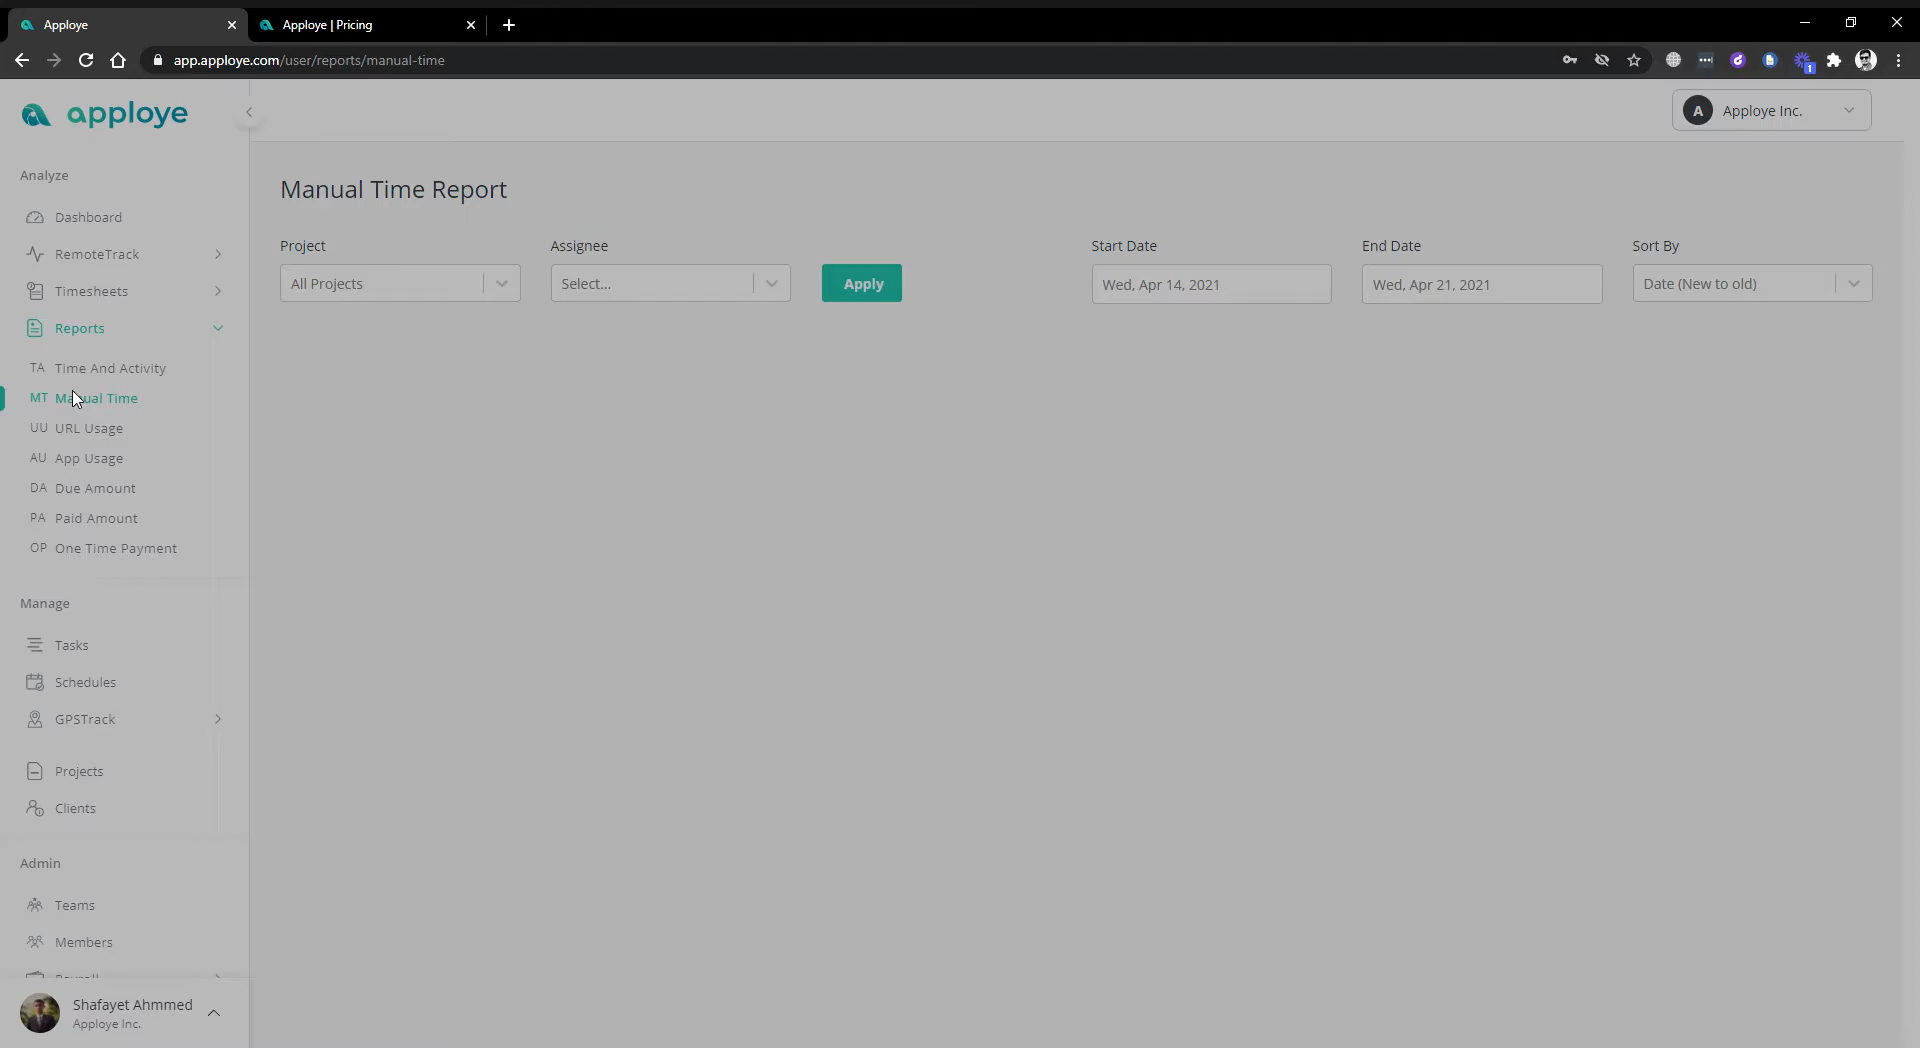 Apploye
Apploye | Pricing
app.apploye.com/user/reports/manual-time
1
apploye
A Apploye Inc.
Analyze
Dashboard
RemoteTrack
Timesheets
Reports
TA Time And Activity
MT Manual Time
UU URL Usage
AU App Usage
DA Due Amount
PA Paid Amount
OP One Time Payment
Manage
Tasks
Schedules
GPSTrack
Projects
Clients
Admin
Teams
Members
Payroll
Shafayet Ahmmed
Apploye Inc.
Manual Time Report
Project
Assignee
Start Date
End Date
Sort By
All Projects
Select...
Apply
Wed, Apr 14, 2021
Wed, Apr 21, 2021
Date (New to old)